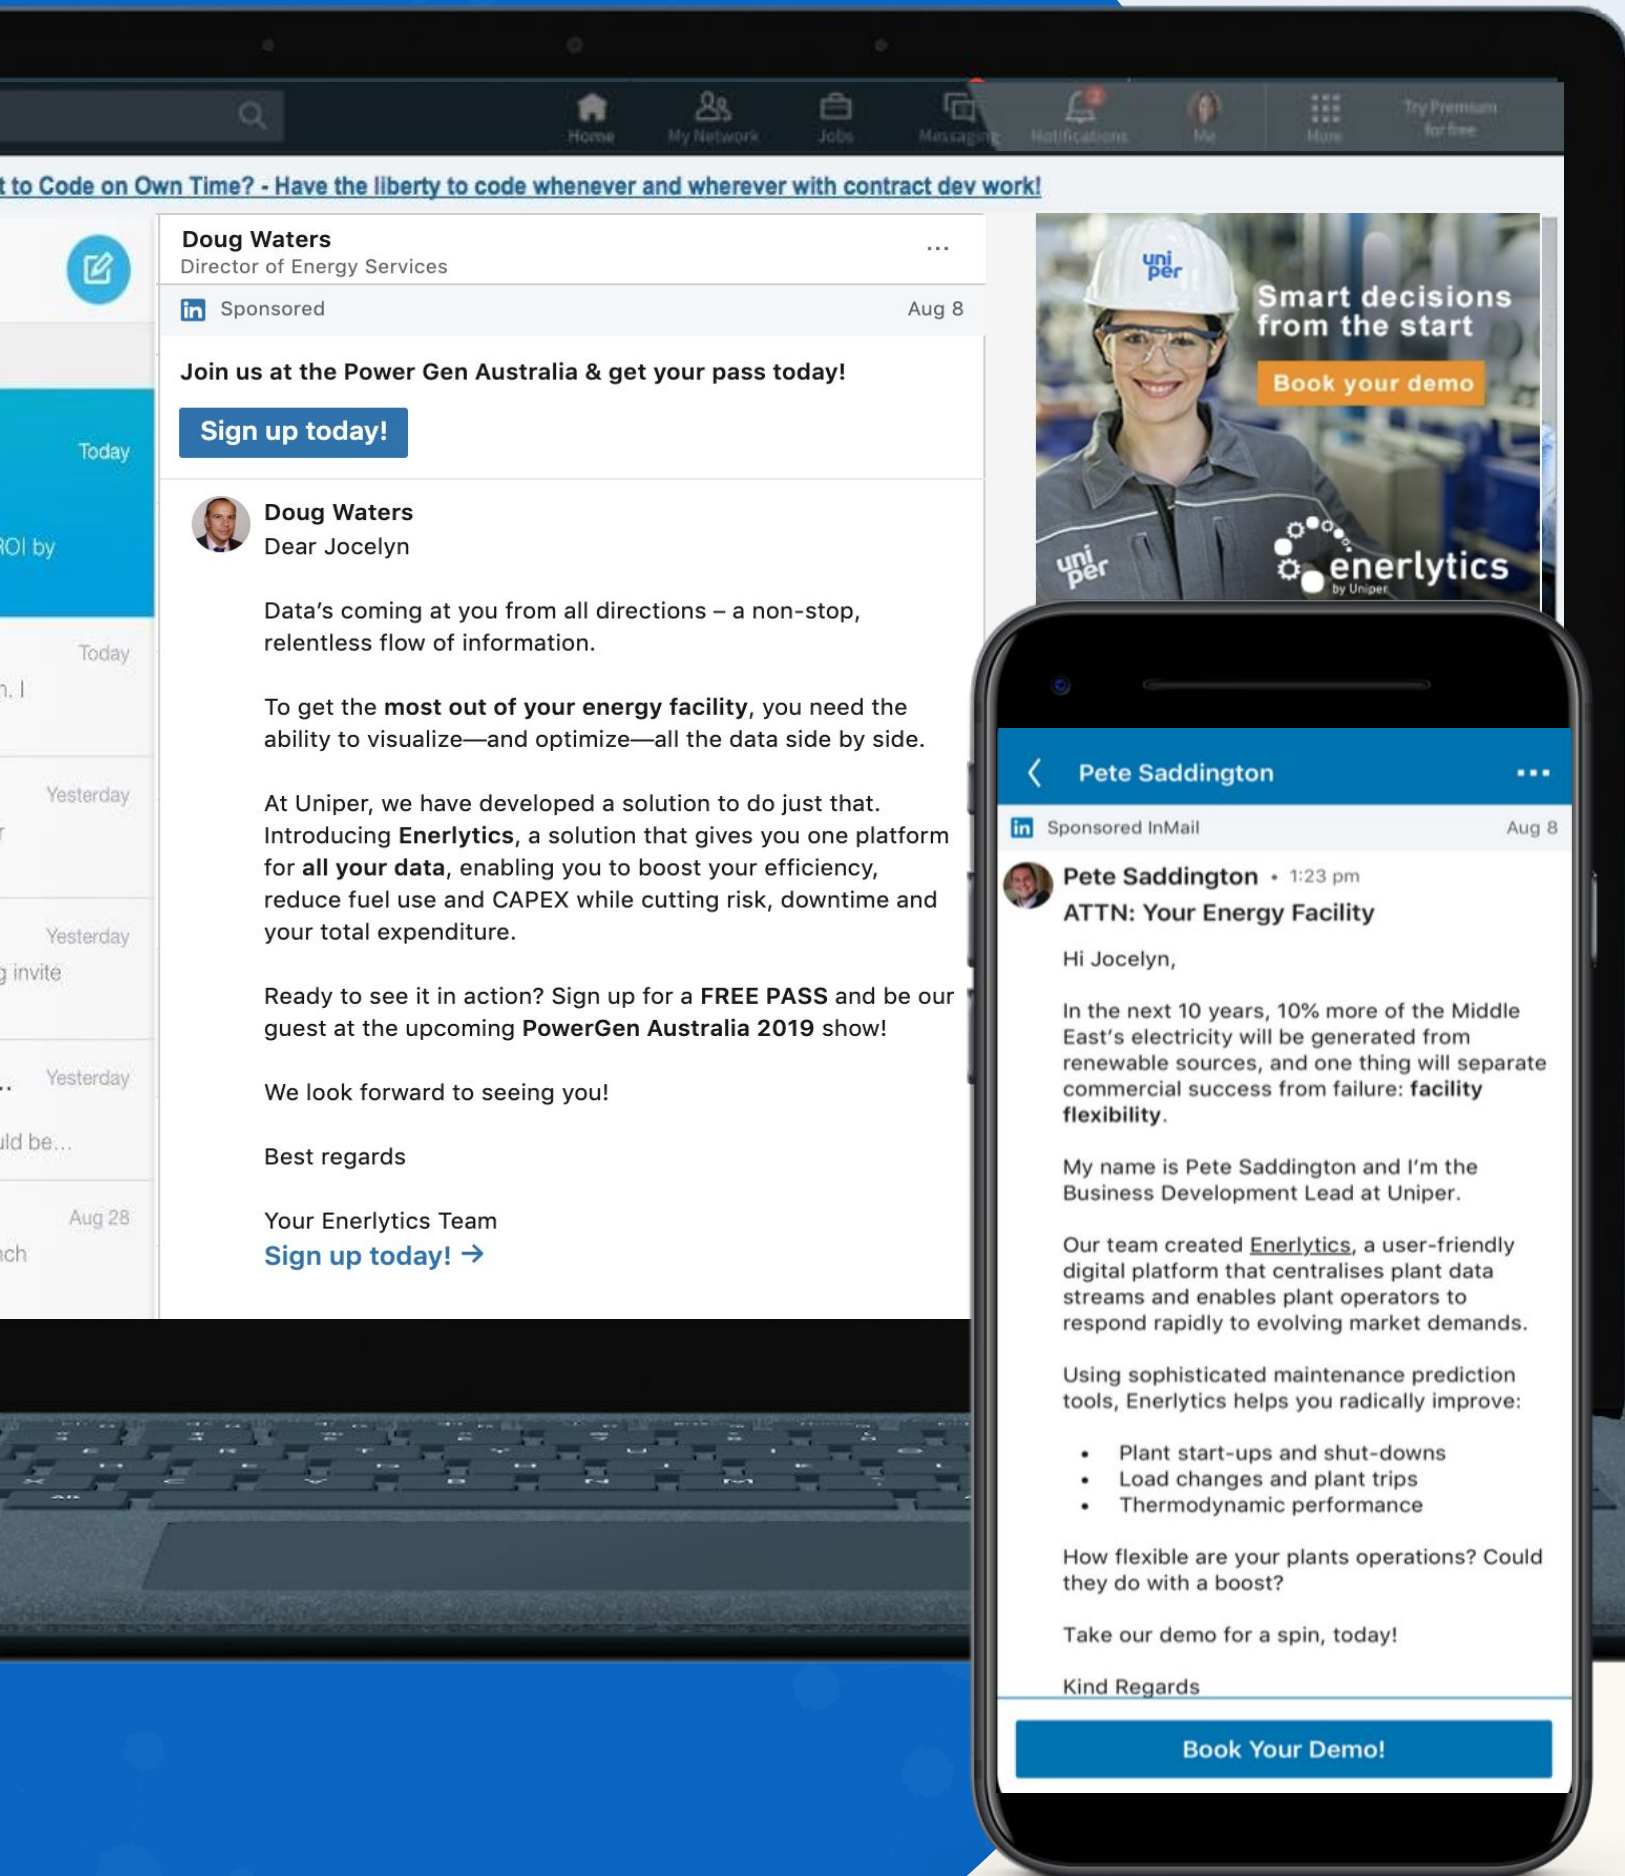 Home
My Network
Jobs
Messaging
Notifications
Me
More
Try Premium
for free
t to Code on Own Time? - Have the liberty to code whenever and wherever with contract dev work!
Today
ROI by
Today
n. I
Yesterday
r
Yesterday
g invite
.. Yesterday
uld be...
Aug 28
nch
Doug Waters
Director of Energy Services
...
in Sponsored
Aug 8
Join us at the Power Gen Australia & get your pass today!
Sign up today!
Doug Waters
Dear Jocelyn
Data's coming at you from all directions – a non-stop,
relentless flow of information.
To get the most out of your energy facility, you need the
ability to visualize—and optimize—all the data side by side.
At Uniper, we have developed a solution to do just that.
Introducing Enerlytics, a solution that gives you one platform
for all your data, enabling you to boost your efficiency,
reduce fuel use and CAPEX while cutting risk, downtime and
your total expenditure.
Ready to see it in action? Sign up for a FREE PASS and be our
guest at the upcoming PowerGen Australia 2019 show!
We look forward to seeing you!
Best regards
Your Enerlytics Team
Sign up today! →
uni
per
Smart decisions
from the start
Book your demo
uni
per
enerlytics
by Uniper
Pete Saddington
in Sponsored InMail
Aug 8
Pete Saddington • 1:23 pm
ATTN: Your Energy Facility
Hi Jocelyn,
In the next 10 years, 10% more of the Middle
East's electricity will be generated from
renewable sources, and one thing will separate
commercial success from failure: facility
flexibility.
My name is Pete Saddington and I'm the
Business Development Lead at Uniper.
Our team created Enerlytics, a user-friendly
digital platform that centralises plant data
streams and enables plant operators to
respond rapidly to evolving market demands.
Using sophisticated maintenance prediction
tools, Enerlytics helps you radically improve:
• Plant start-ups and shut-downs
• Load changes and plant trips
• Thermodynamic performance
How flexible are your plants operations? Could
they do with a boost?
Take our demo for a spin, today!
Kind Regards
Book Your Demo!